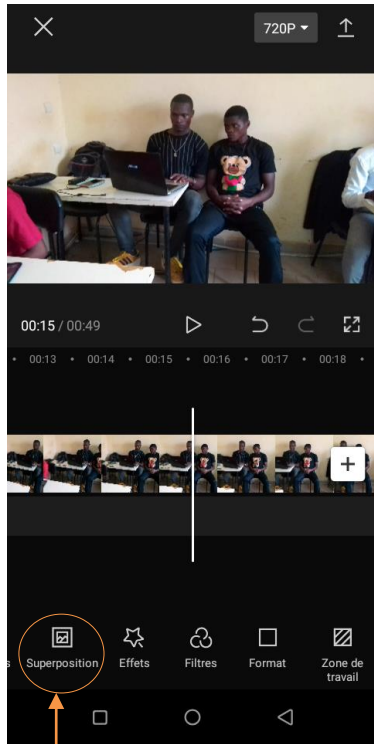 720P
00:15 / 00:49
00:13 00:14 00:15 00:16 00:17 00:18
+
s Superposition Effets Filtres Format Zone de
travail